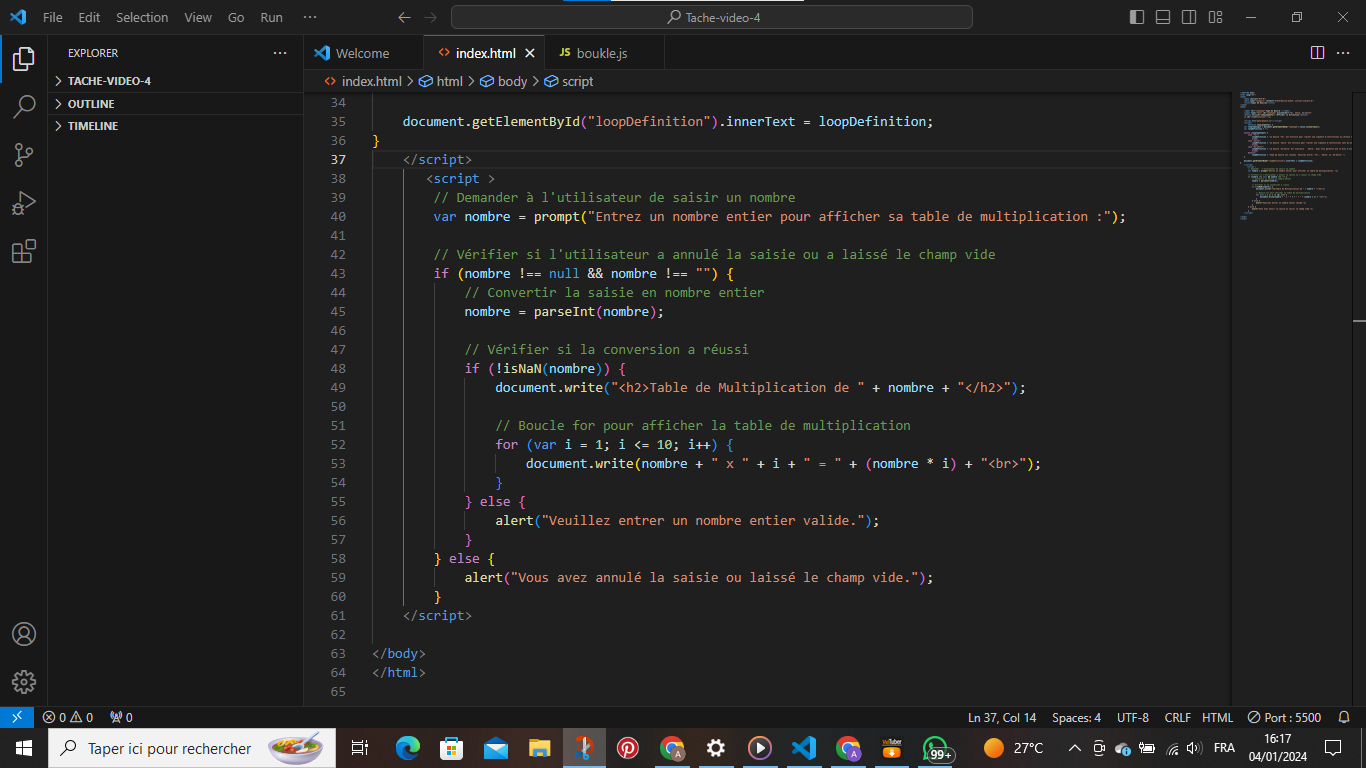 File Edit Selection View Go Run ···
Tache-video-4
EXPLORER ···
TACHE-VIDEO-4
OUTLINE
TIMELINE
Welcome
index.html
JS boukle.js
index.html > html > body > script
34
35 document.getElementById("loopDefinition").innerText = loopDefinition;
36 }
37 </script>
38 <script >
39 // Demander à l'utilisateur de saisir un nombre
40 var nombre = prompt("Entrez un nombre entier pour afficher sa table de multiplication :");
41
42 // Vérifier si l'utilisateur a annulé la saisie ou a laissé le champ vide
43 if (nombre !== null && nombre !== "") {
44 // Convertir la saisie en nombre entier
45 nombre = parseInt(nombre);
46
47 // Vérifier si la conversion a réussi
48 if (!isNaN(nombre)) {
49 document.write("<h2>Table de Multiplication de " + nombre + "</h2>");
50
51 // Boucle for pour afficher la table de multiplication
52 for (var i = 1; i <= 10; i++) {
53 document.write(nombre + " x " + i + " = " + (nombre * i) + "<br>");
54 }
55 } else {
56 alert("Veuillez entrer un nombre entier valide.");
57 }
58 } else {
59 alert("Vous avez annulé la saisie ou laissé le champ vide.");
60 }
61 </script>
62
63 </body>
64 </html>
65
0 0 0
Ln 37, Col 14 Spaces: 4 UTF-8 CRLF HTML Port : 5500
Taper ici pour rechercher
99+
27°C
FRA
16:17
04/01/2024